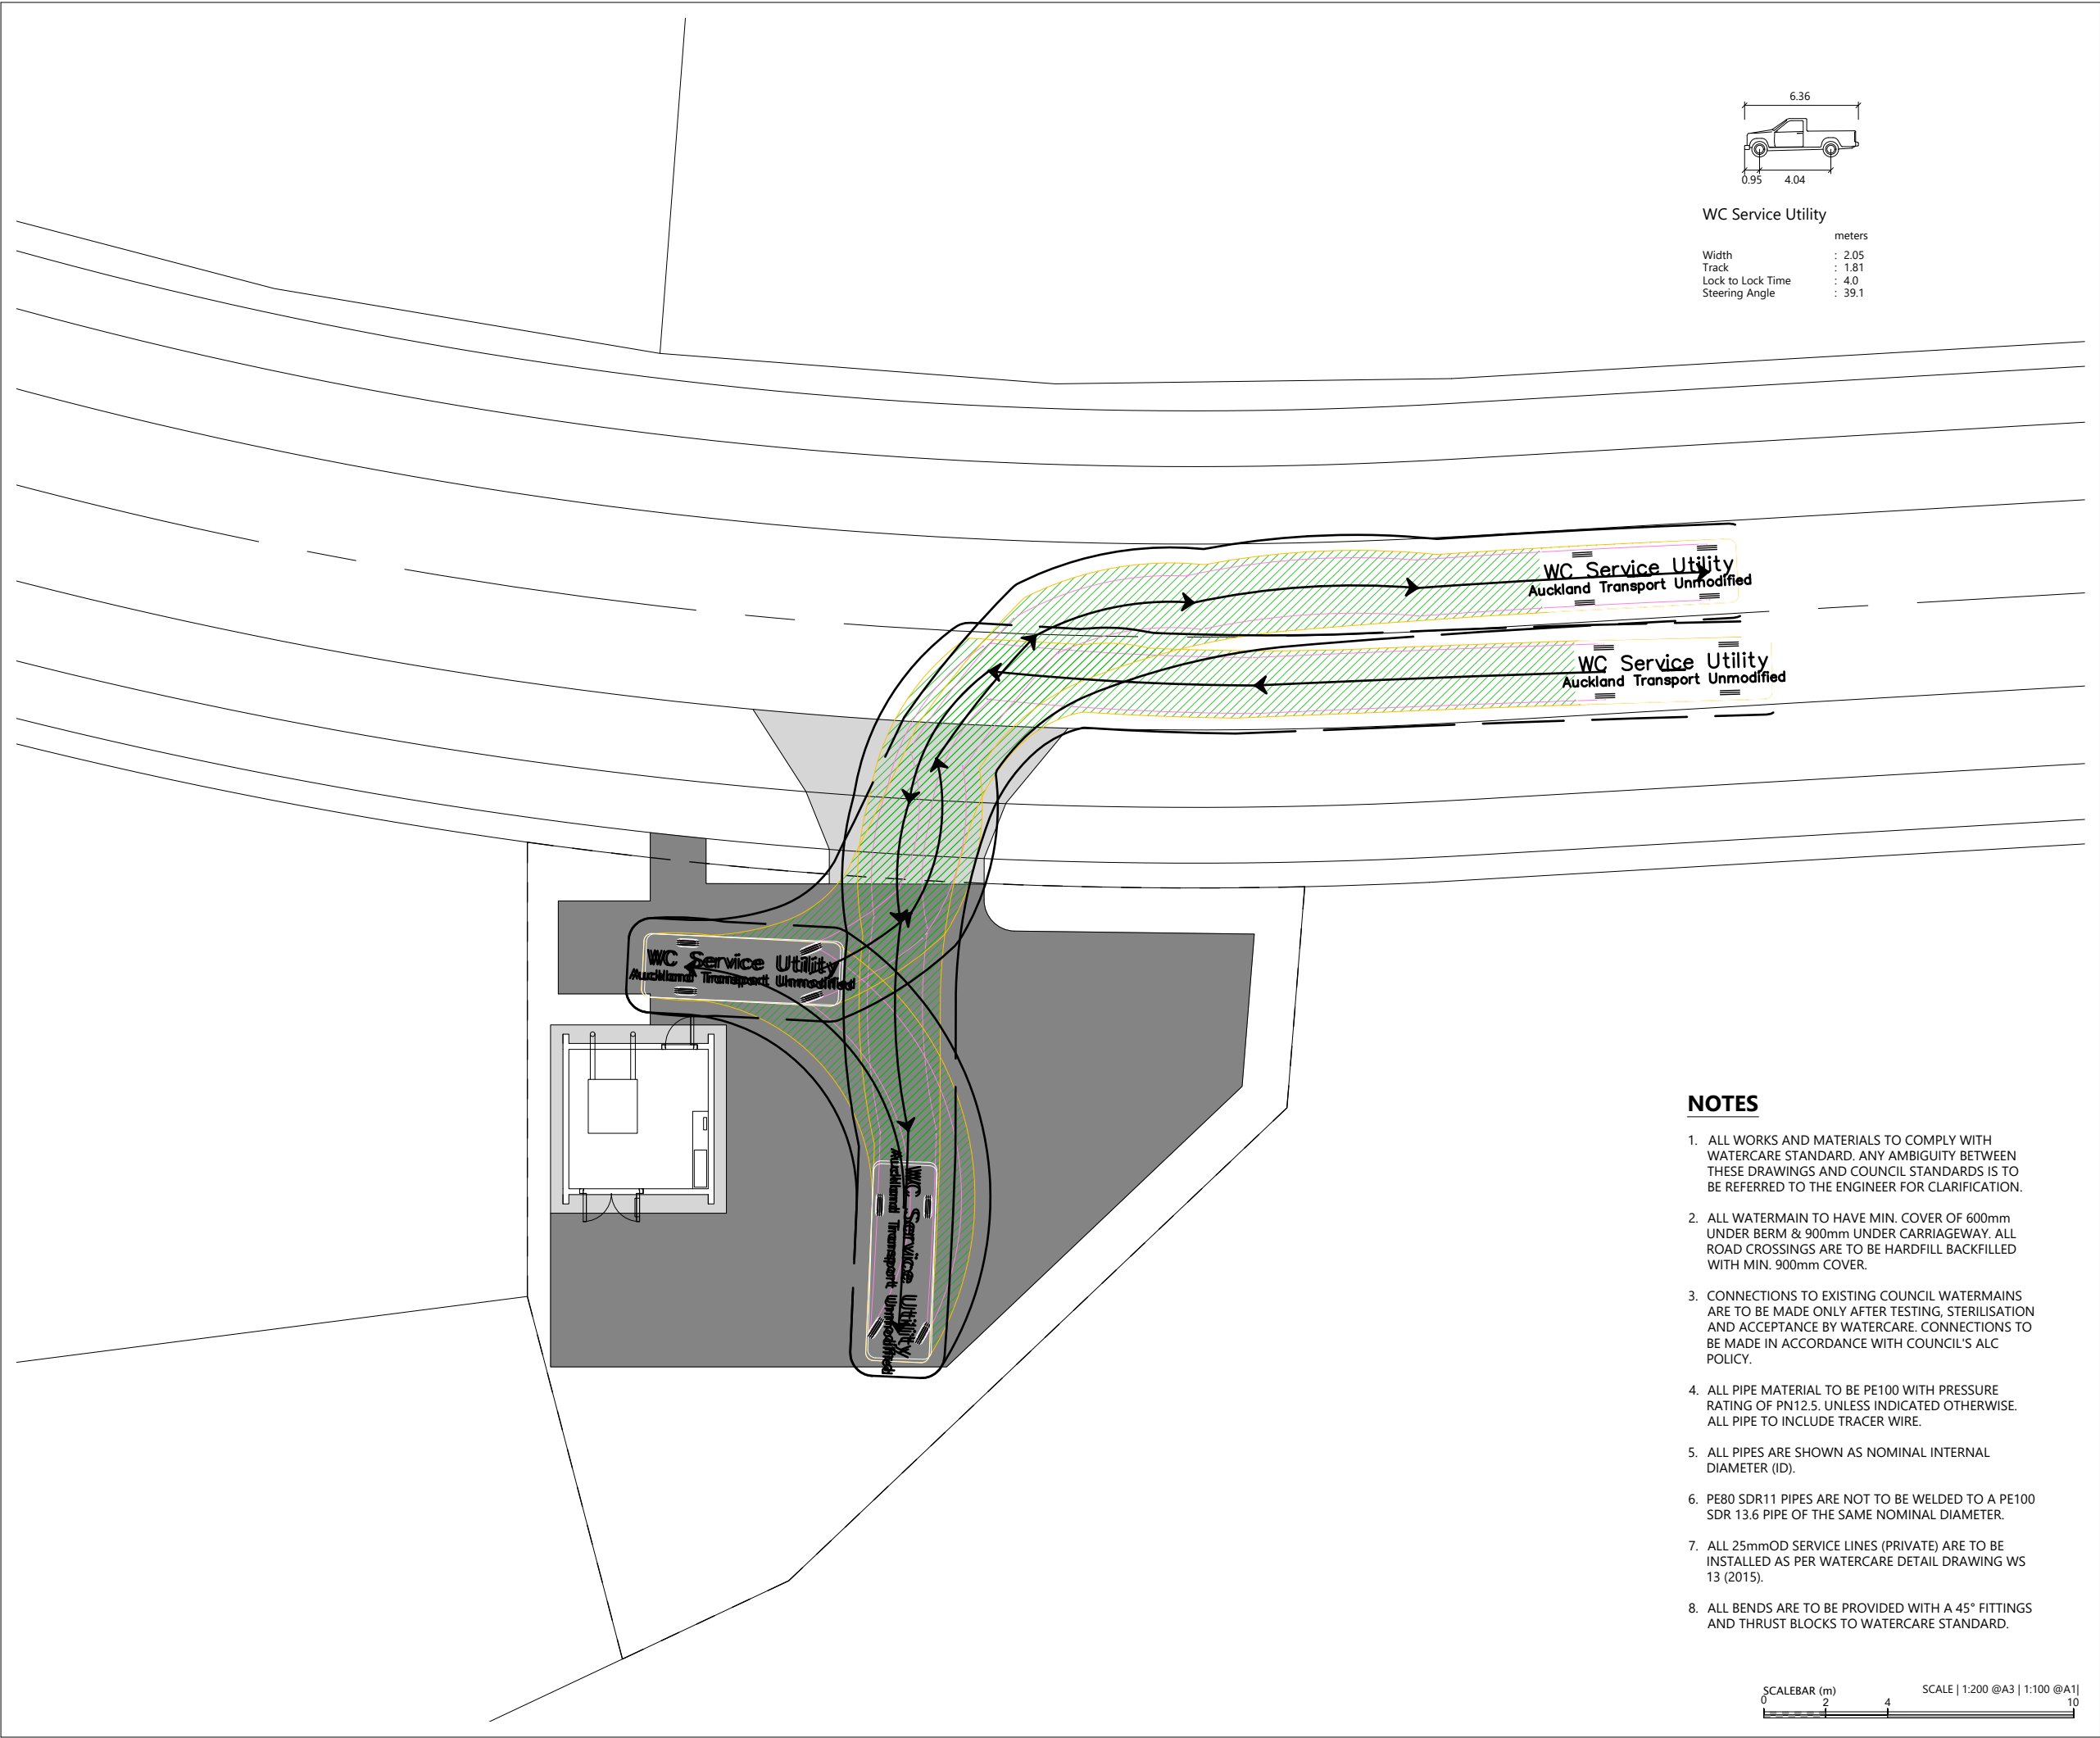 6.36
0.95 4.04
WC Service Utility
meters
Width : 2.05
Track : 1.81
Lock to Lock Time : 4.0
Steering Angle : 39.1
WC Service Utility
Auckland Transport Unmodified
WC Service Utility
Auckland Transport Unmodified
WC Service Utility
Auckland Transport Unmodified
WC Service Utility
Auckland Transport Unmodified
NOTES
1. ALL WORKS AND MATERIALS TO COMPLY WITH
WATERCARE STANDARD. ANY AMBIGUITY BETWEEN
THESE DRAWINGS AND COUNCIL STANDARDS IS TO
BE REFERRED TO THE ENGINEER FOR CLARIFICATION.
2. ALL WATERMAIN TO HAVE MIN. COVER OF 600mm
UNDER BERM & 900mm UNDER CARRIAGEWAY. ALL
ROAD CROSSINGS ARE TO BE HARDFILL BACKFILLED
WITH MIN. 900mm COVER.
3. CONNECTIONS TO EXISTING COUNCIL WATERMAINS
ARE TO BE MADE ONLY AFTER TESTING, STERILISATION
AND ACCEPTANCE BY WATERCARE. CONNECTIONS TO
BE MADE IN ACCORDANCE WITH COUNCIL'S ALC
POLICY.
4. ALL PIPE MATERIAL TO BE PE100 WITH PRESSURE
RATING OF PN12.5. UNLESS INDICATED OTHERWISE.
ALL PIPE TO INCLUDE TRACER WIRE.
5. ALL PIPES ARE SHOWN AS NOMINAL INTERNAL
DIAMETER (ID).
6. PE80 SDR11 PIPES ARE NOT TO BE WELDED TO A PE100
SDR 13.6 PIPE OF THE SAME NOMINAL DIAMETER.
7. ALL 25mmOD SERVICE LINES (PRIVATE) ARE TO BE
INSTALLED AS PER WATERCARE DETAIL DRAWING WS
13 (2015).
8. ALL BENDS ARE TO BE PROVIDED WITH A 45° FITTINGS
AND THRUST BLOCKS TO WATERCARE STANDARD.
SCALEBAR (m) SCALE | 1:200 @A3 | 1:100 @A1|
0 2 4 10